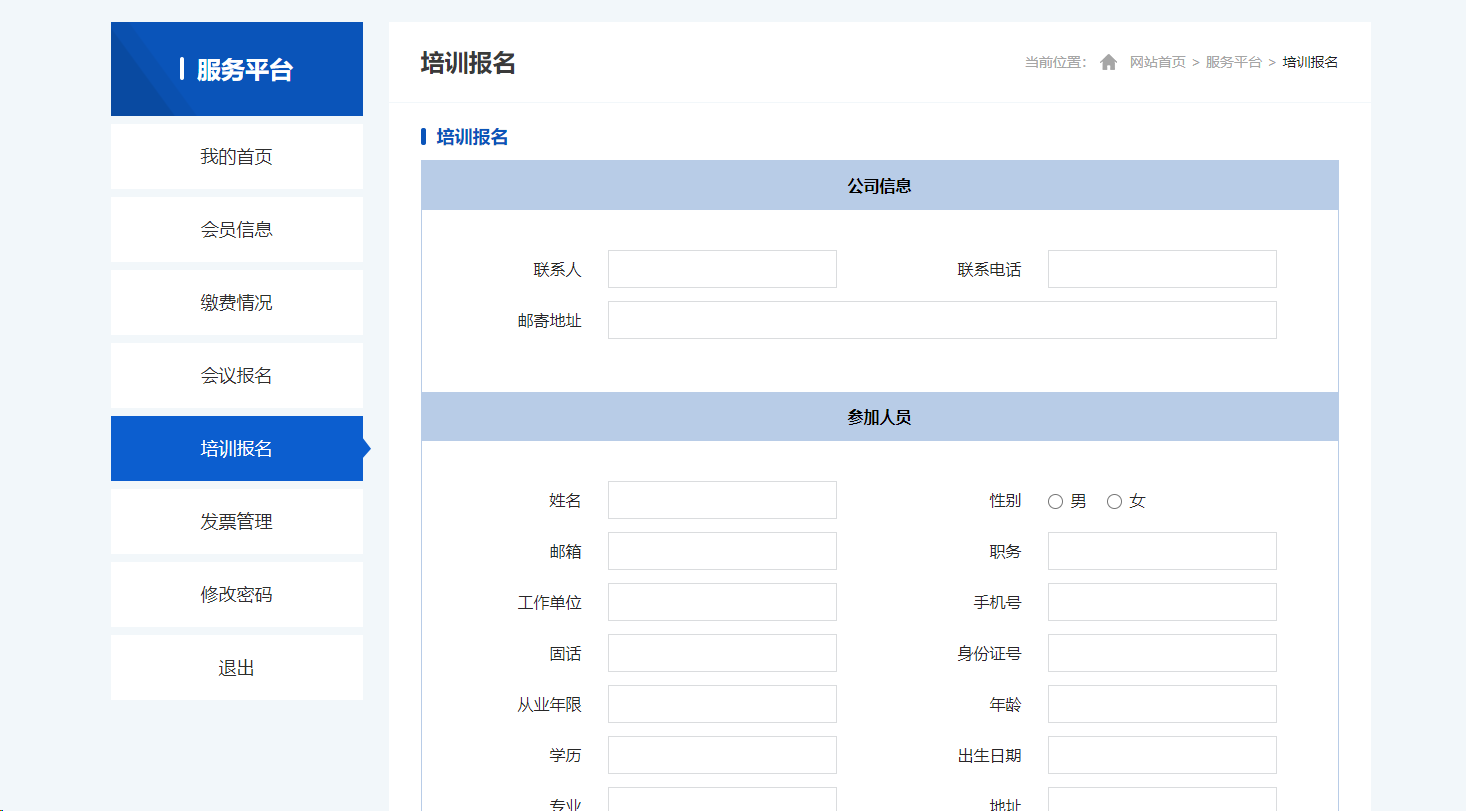 服务平台
我的首页
会员信息
缴费情况
会议报名
培训报名
发票管理
修改密码
退出
培训报名
当前位置： 网站首页 > 服务平台 > 培训报名
培训报名
公司信息
联系人 联系电话
邮寄地址
参加人员
姓名 性别 男 女
邮箱 职务
工作单位 手机号
固话 身份证号
从业年限 年龄
学历 出生日期
专业 地址